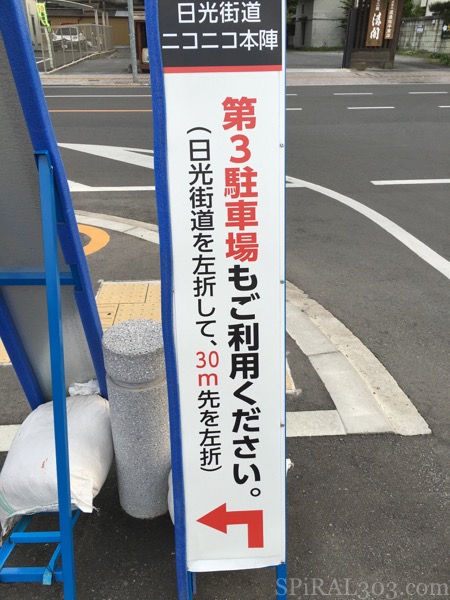 日光街道
ニコニコ本陣
第3駐車場もご利用ください。
(日光街道を左折して、30m先を左折)
SPiRAL303.com